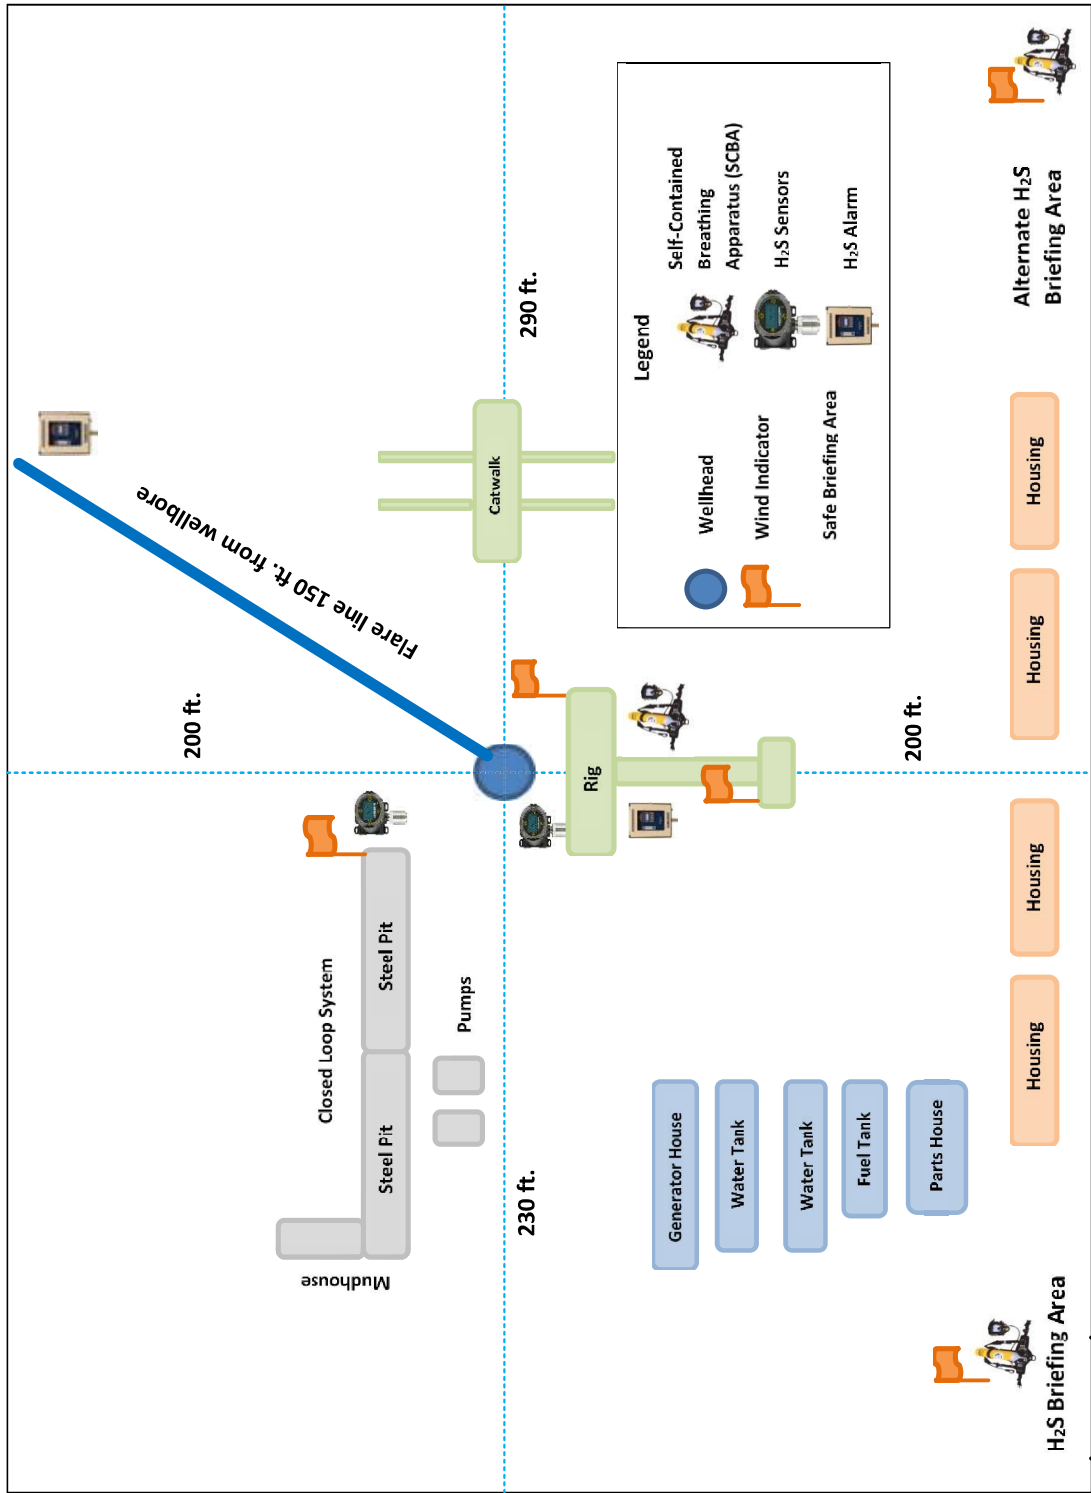 200 ft.
Flare line 150 ft. from wellbore
Closed Loop System
Mudhouse
Steel Pit
Steel Pit
Pumps
230 ft.
290 ft.
Catwalk
Rig
Generator House
Water Tank
Water Tank
Fuel Tank
Parts House
200 ft.
Legend
Wellhead
Wind Indicator
Safe Briefing Area
Self-Contained
Breathing
Apparatus (SCBA)
H₂S Sensors
H₂S Alarm
Housing
Housing
Housing
Housing
H₂S Briefing Area
Alternate H₂S
Briefing Area